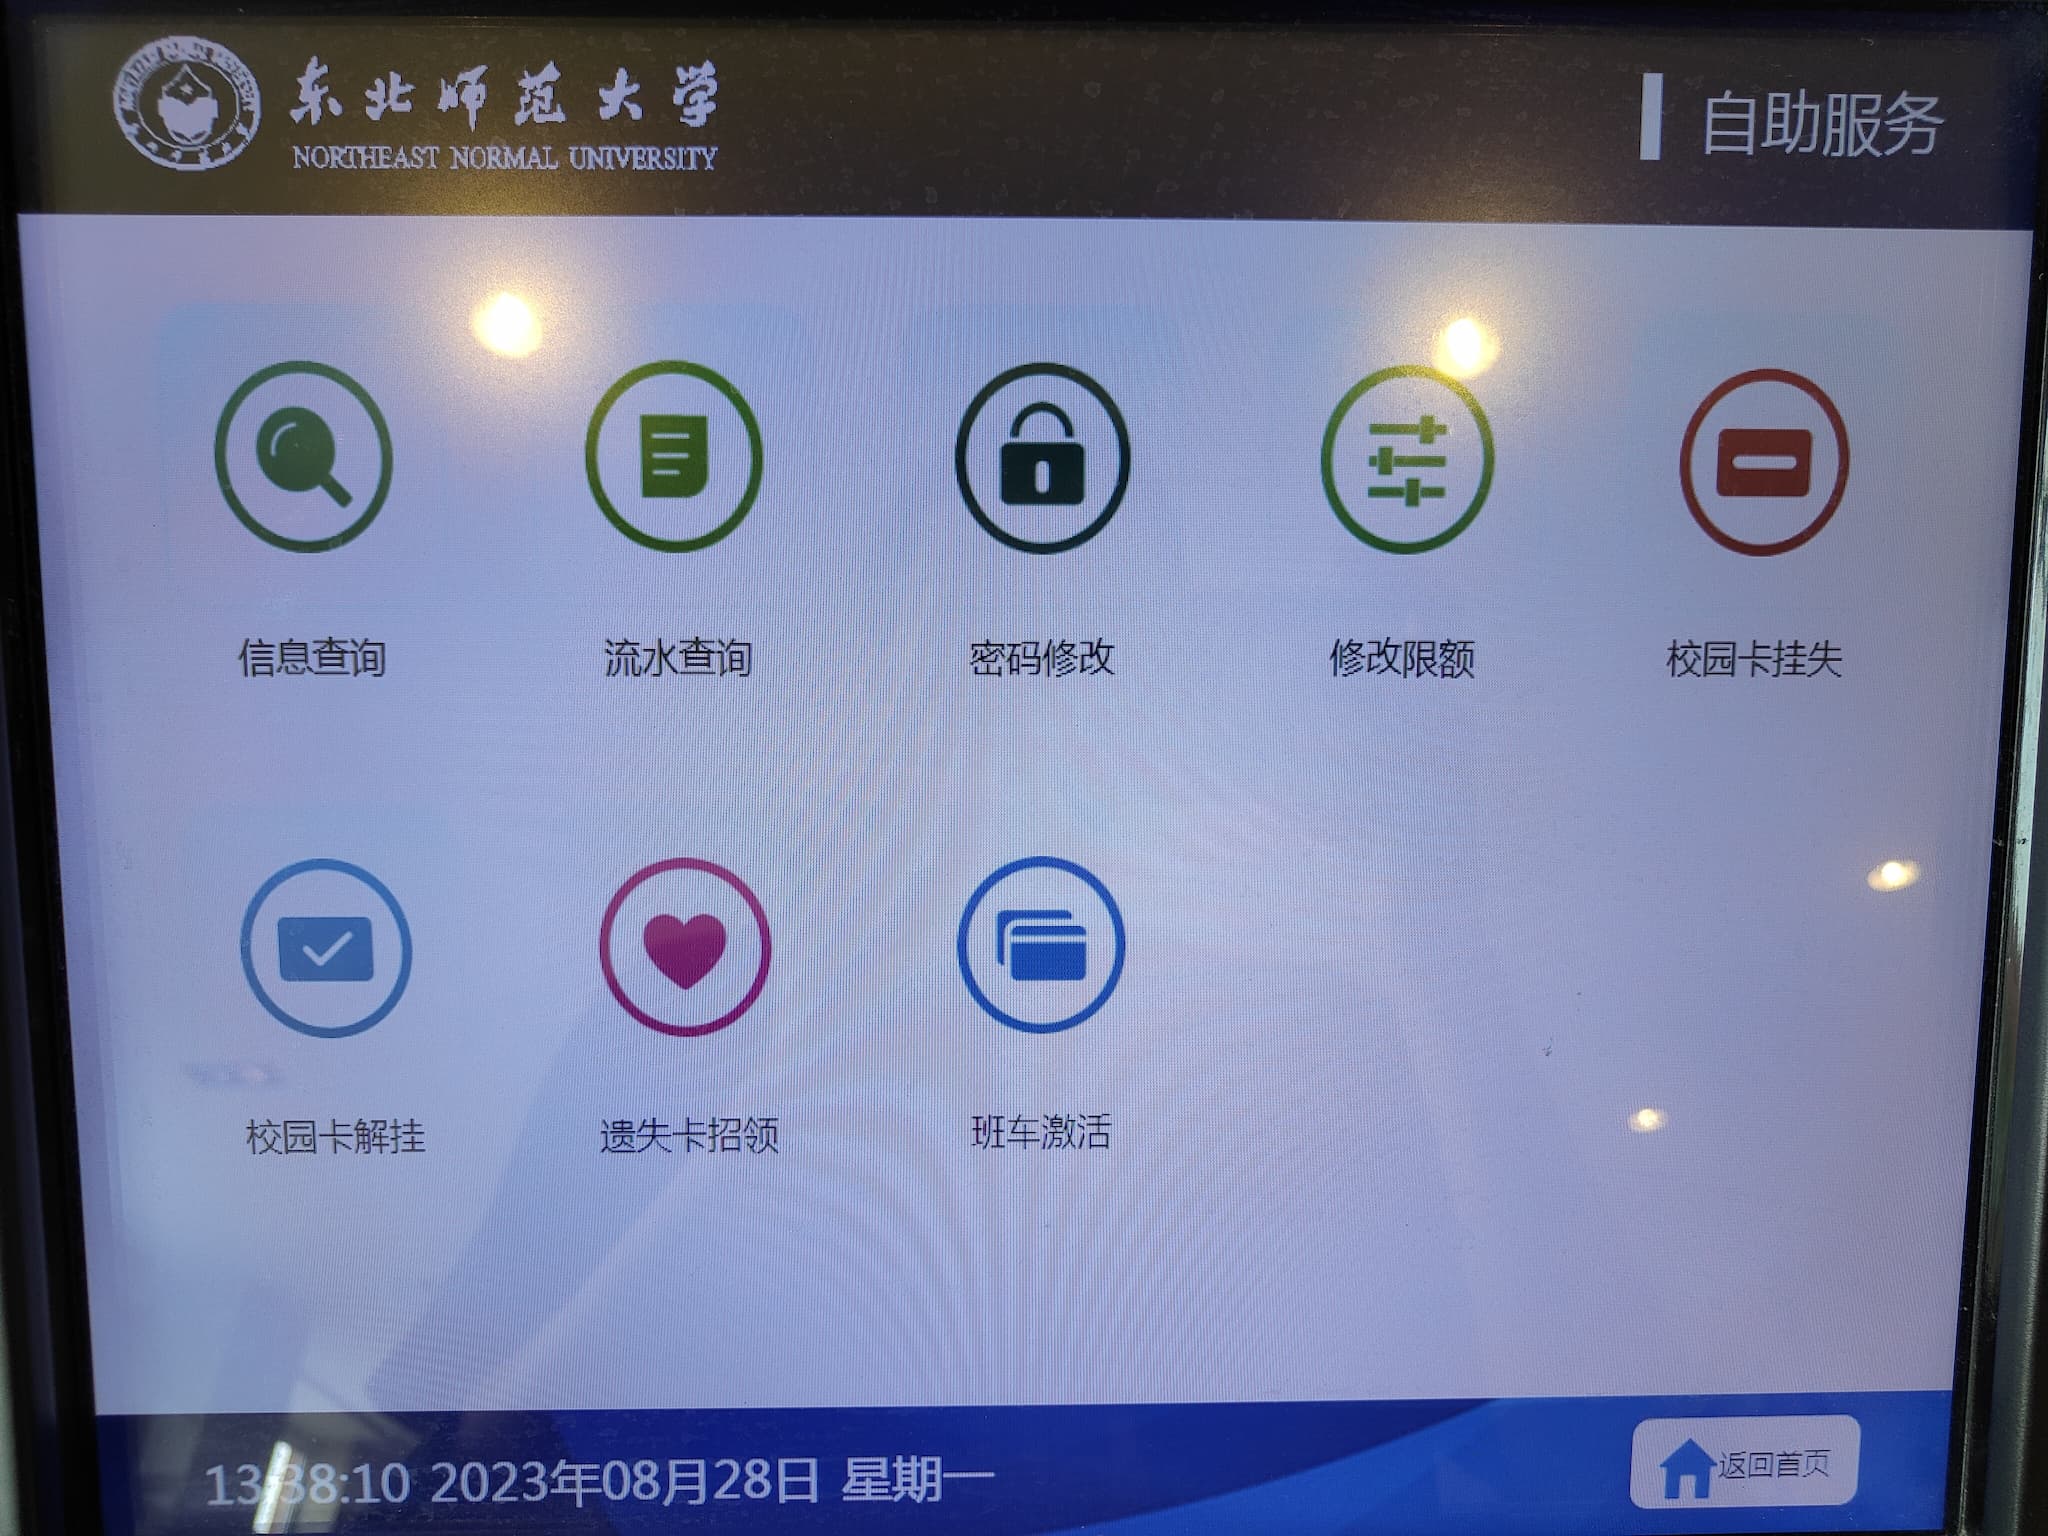 东北师范大学
NORTHEAST NORMAL UNIVERSITY
自助服务
信息查询
流水查询
密码修改
修改限额
校园卡挂失
校园卡解挂
遗失卡招领
班车激活
13:38:10 2023年08月28日 星期一
返回首页